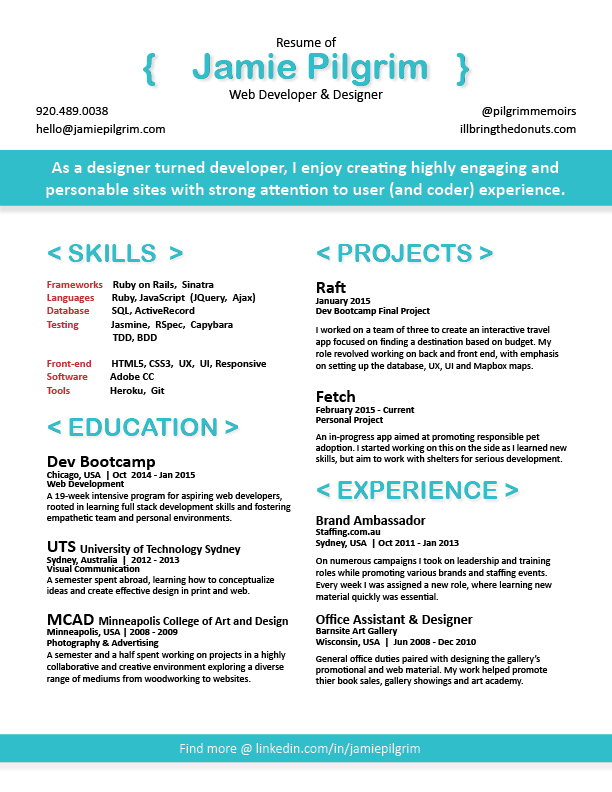 Resume of
{ Jamie Pilgrim }
Web Developer & Designer
920.489.0038
hello@jamiepilgrim.com
@pilgrimmemoirs
illbringthedonuts.com
As a designer turned developer, I enjoy creating highly engaging and
personable sites with strong attention to user (and coder) experience.
< SKILLS >
Frameworks Ruby on Rails, Sinatra
Languages Ruby, JavaScript (JQuery, Ajax)
Database SQL, ActiveRecord
Testing Jasmine, RSpec, Capybara
TDD, BDD
Front-end HTML5, CSS3, UX, UI, Responsive
Software Adobe CC
Tools Heroku, Git
< EDUCATION >
Dev Bootcamp
Chicago, USA | Oct 2014 - Jan 2015
Web Development
A 19-week intensive program for aspiring web developers,
rooted in learning full stack development skills and fostering
empathetic team and personal environments.
UTS University of Technology Sydney
Sydney, Australia | 2012 - 2013
Visual Communication
A semester spent abroad, learning how to conceptualize
ideas and create effective design in print and web.
MCAD Minneapolis College of Art and Design
Minneapolis, USA | 2008 - 2009
Photography & Advertising
A semester and a half spent working on projects in a highly
collaborative and creative environment exploring a diverse
range of mediums from woodworking to websites.
< PROJECTS >
Raft
January 2015
Dev Bootcamp Final Project
I worked on a team of three to create an interactive travel
app focused on finding a destination based on budget. My
role revolved working on back and front end, with emphasis
on setting up the database, UX, UI and Mapbox maps.
Fetch
February 2015 - Current
Personal Project
An in-progress app aimed at promoting responsible pet
adoption. I started working on this on the side as I learned new
skills, but aim to work with shelters for serious development.
< EXPERIENCE >
Brand Ambassador
Staffing.com.au
Sydney, USA | Oct 2011 - Jan 2013
On numerous campaigns I took on leadership and training
roles while promoting various brands and staffing events.
Every week I was assigned a new role, where learning new
material quickly was essential.
Office Assistant & Designer
Barnsite Art Gallery
Wisconsin, USA | Jun 2008 - Dec 2010
General office duties paired with designing the gallery's
promotional and web material. My work helped promote
thier book sales, gallery showings and art academy.
Find more @ linkedin.com/in/jamiepilgrim